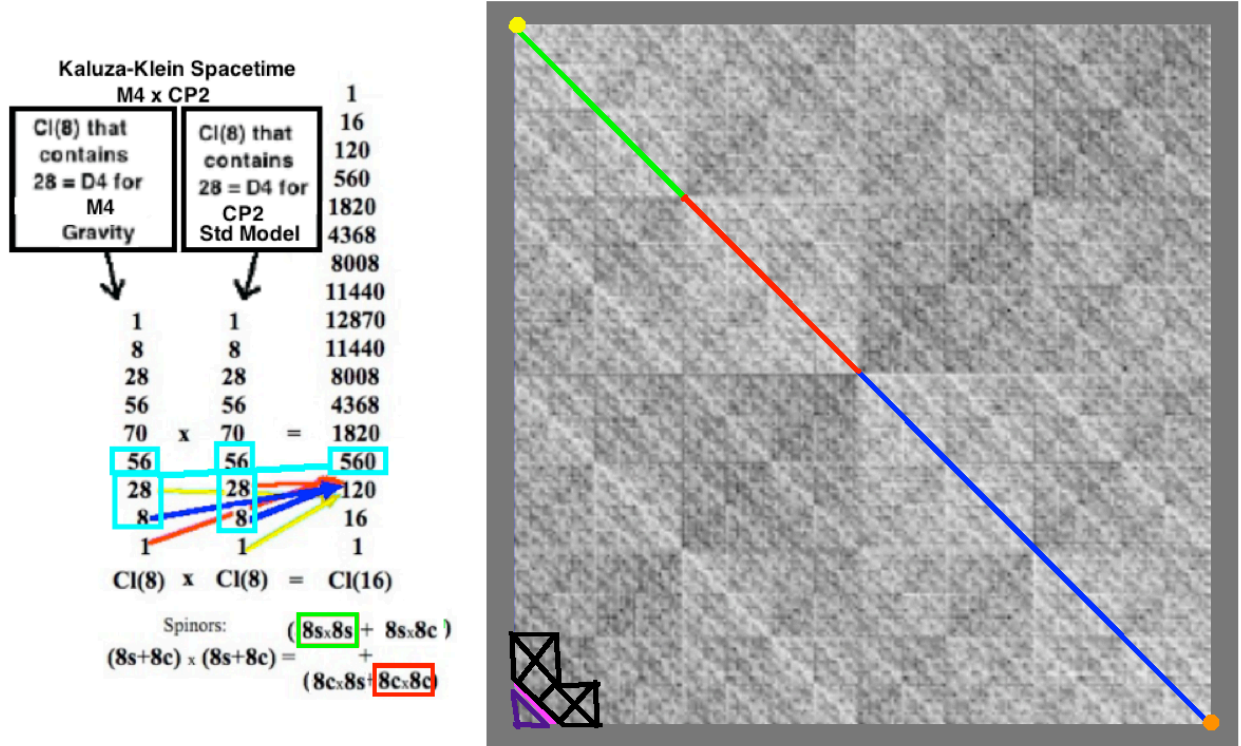 Kaluza-Klein Spacetime
M4 x CP2
Cl(8) that
contains
28 = D4 for
M4
Gravity
Cl(8) that
contains
28 = D4 for
CP2
Std Model
1
16
120
560
1820
4368
8008
11440
1 1 12870
8 8 11440
28 28 8008
56 56 4368
70 x 70 = 1820
56 56 560
28 28 120
8 8 16
1 1 1
Cl(8) x Cl(8) = Cl(16)
Spinors:
(8s+8c) x (8s+8c) =
(8sx8s + 8sx8c )
+
(8cx8s+8cx8c)